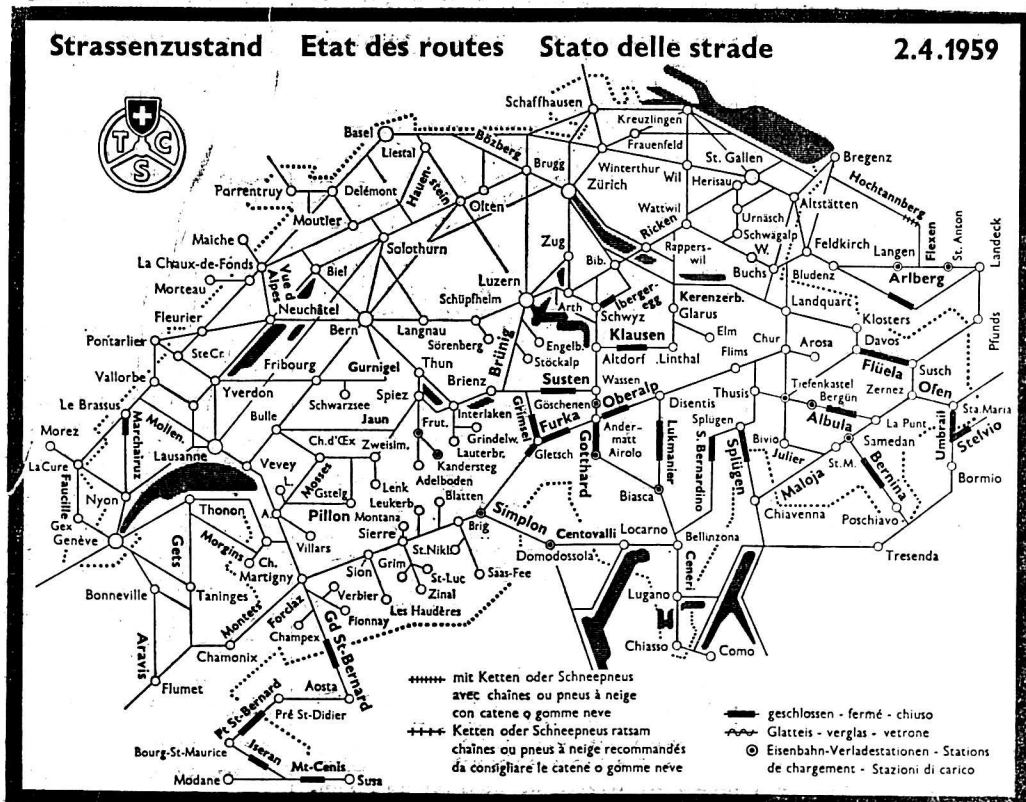 Strassenzustand Etat des routes Stato delle strade 2.4.1959
T C S
Schaffhausen
Kreuzlingen
Basel
Bözberg
Frauenfeld
Liestal
Brugg
St. Gallen
Bregenz
Winterthur
Hauenstein
Wil
Herisau
Hochtannberg
Porrentruy
Delémont
Zürich
Olten
Altstätten
Moutier
Wattwil
Urnäsch
Flexen
St. Anton
Ricken
Schwägalp
Maiche
Solothurn
Zug
Feldkirch
Langen
Landeck
Rapperswil
W.
La Chaux-de-Fonds
Vue d. Alpes
Biel
Bib.
Buchs
Bludenz
Arlberg
Luzern
Ibergeregg
Morteau
Schüpfheim
Arth
Kerenzerb.
Landquart
Neuchâtel
Schwyz
Glarus
Fleurier
Bern
Langnau
Klosters
Klausen
Elm
Pfunds
Pontarlier
Sörenberg
Brünig
Engelb.
Chur
Davos
Ste Cr.
Stöckalp
Altdorf
Linthal
Flims
Arosa
Fribourg
Thun
Flüela
Gurnigel
Brienz
Wassen
Susch
Vallorbe
Susten
Oberalp
Tiefenkastel
Yverdon
Thusis
Zernez
Ofen
Spiez
Disentis
Bergün
Schwarzsee
Göschenen
Le Brassus
Interlaken
Grimsel
Furka
Albula
Sta. Maria
Bulle
Jaun
Frut.
Splügen
La Punt
Umbrail
Stelvio
Marchairuz
Mollen.
Grindelw.
Andermatt
Lukmanier
Morez
Ch.d'Œx
Zweisim.
Lauterbr.
Airolo
S. Bernardino
Bivio
Samedan
Lausanne
Gletsch
Gotthard
Splügen
Julier
La Cure
Vevey
Mosses
Kandersteg
St. M.
Bernina
Faucille
Adelboden
Maloja
Nyon
Gsteig
Lenk
Blatten
Biasca
Bormio
L.
Leukerb.
Chiavenna
Gex
Thonon
Pillon
Montana
Simplon
Poschiavo
Genève
A.
Sierre
Brig
Centovalli
Locarno
Gets
Villars
Bellinzona
Morgins
St.Nikl.
Ch.
Grim.
Domodossola
Tresenda
Martigny
Sion
St-Luc
Saas-Fee
Ceneri
Bonneville
Zinal
Taninges
Verbier
Lugano
Les Haudères
Montets
Forclaz
Fionnay
Aravis
Champex
Gd St-Bernard
Chiasso
Chamonix
Como
Flumet
Aosta
Pt St-Bernard
Pré St-Didier
Bourg-St-Maurice
Iseran
Mt-Cenis
Modane
Susa
mit Ketten oder Schneepneus
avec chaînes ou pneus à neige
con catene o gomme neve
Ketten oder Schneepneus ratsam
chaînes ou pneus à neige recommandés
da consigliare le catene o gomme neve
geschlossen - fermé - chiuso
Glatteis - verglas - vetrone
Eisenbahn-Verladestationen - Stations
de chargement - Stazioni di carico